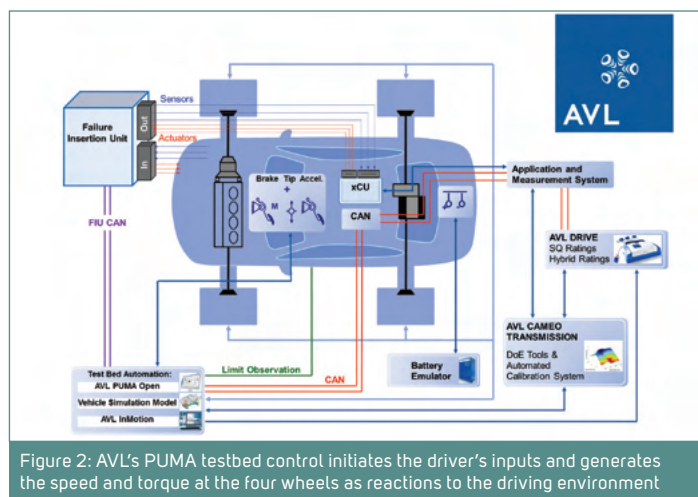 AVL
Sensors
Failure
Insertion Unit
Out
In
Actuators
FIU CAN
Brake Tip Accel.
+
M
xCU
CAN
Application and
Measurement System
AVL DRIVE
SQ Ratings
Hybrid Ratings
AVL CAMEO
TRANSMISSION
DoE Tools &
Automated
Calibration System
Limit Observation
CAN
Battery
Emulator
Test Bed Automation:
AVL PUMA Open
Vehicle Simulation Model
AVL InMotion
Figure 2: AVL's PUMA testbed control initiates the driver's inputs and generates
the speed and torque at the four wheels as reactions to the driving environment